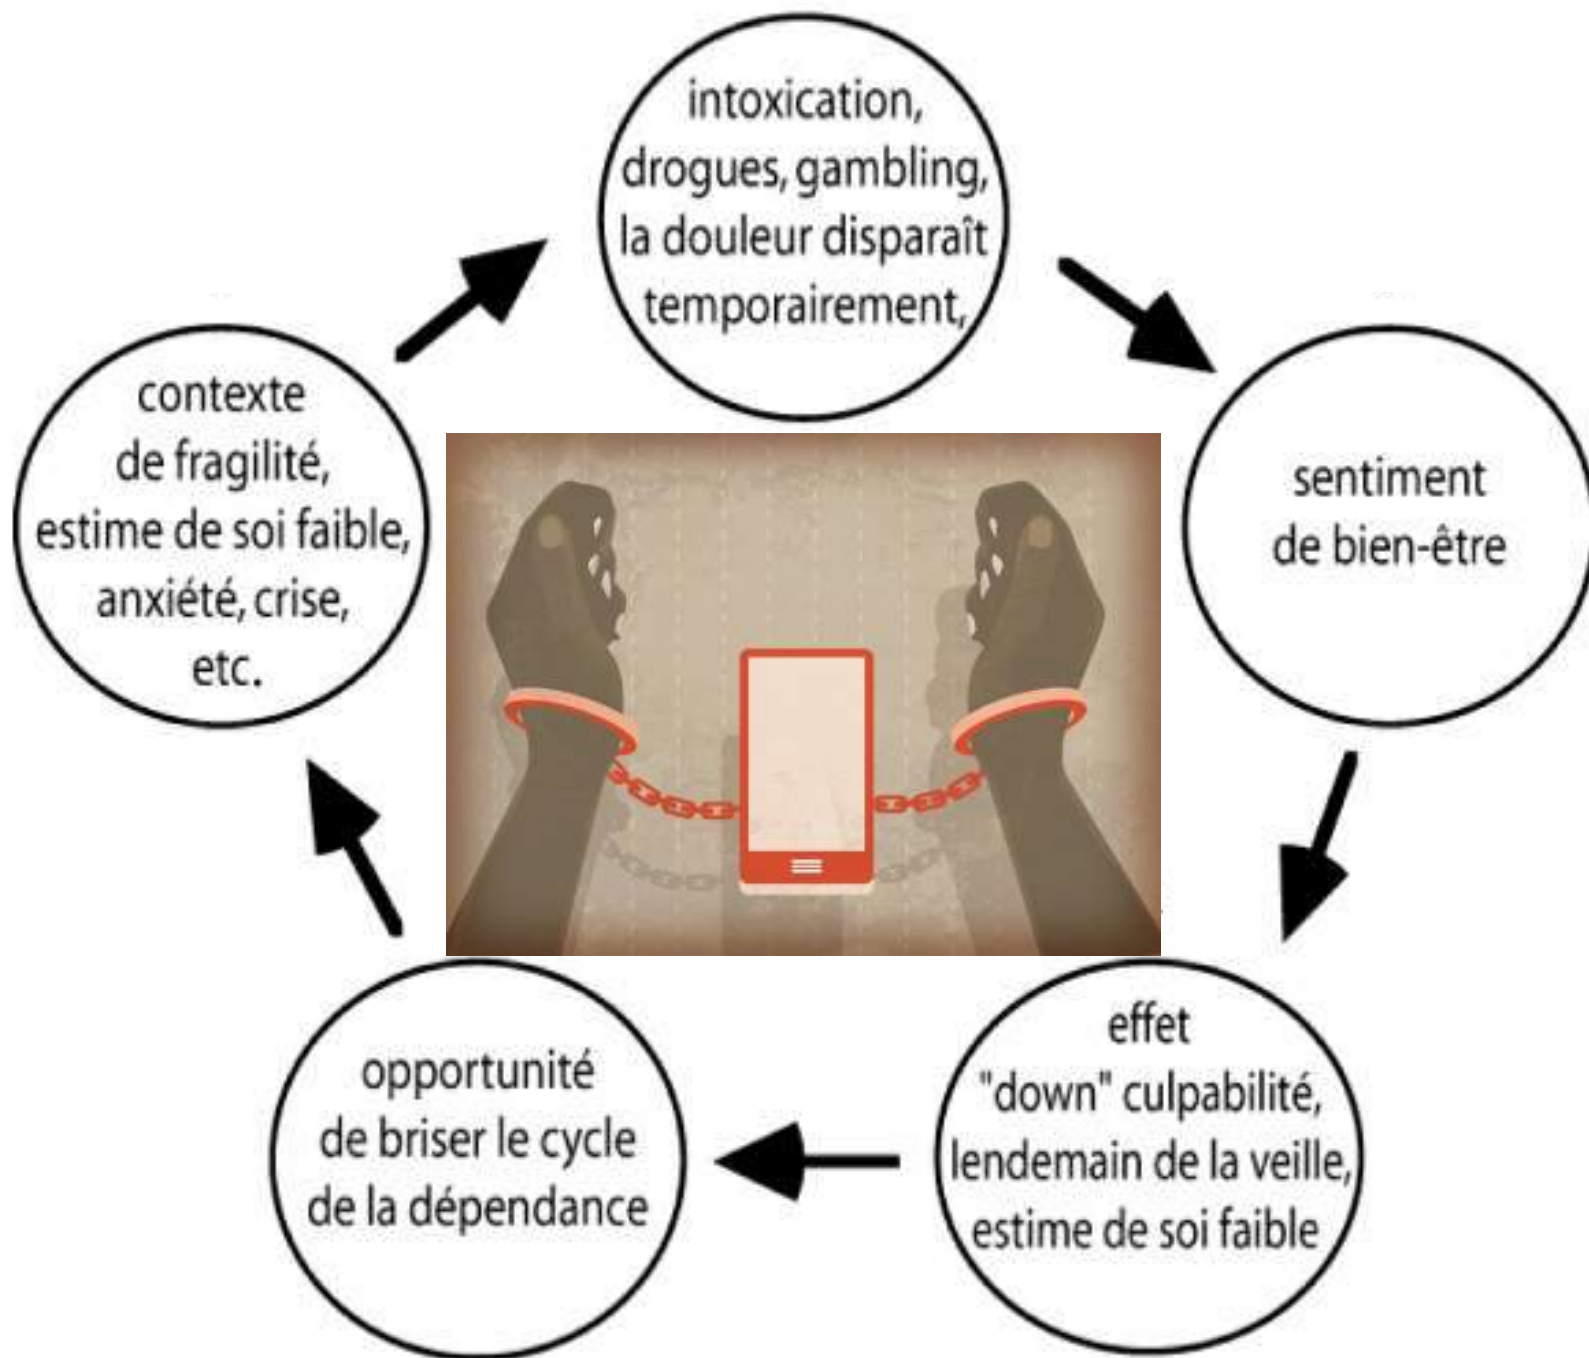 intoxication,
drogues, gambling,
la douleur disparaît
temporairement,
sentiment
de bien-être
effet
"down" culpabilité,
lendemain de la veille,
estime de soi faible
opportunité
de briser le cycle
de la dépendance
contexte
de fragilité,
estime de soi faible,
anxiété, crise,
etc.